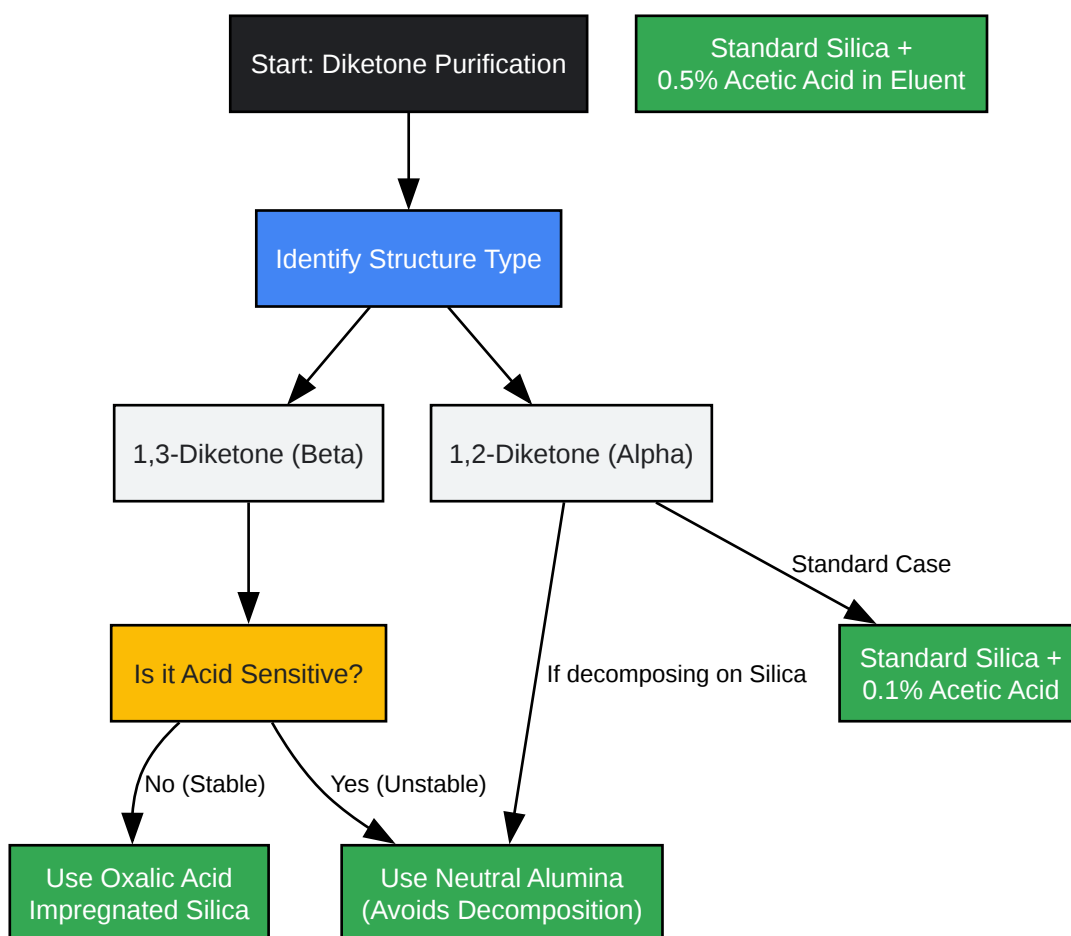 Start: Diketone Purification
Standard Silica +
0.5% Acetic Acid in Eluent
Identify Structure Type
1,3-Diketone (Beta)
1,2-Diketone (Alpha)
Standard Case
Is it Acid Sensitive?
If decomposing on Silica
Standard Silica +
0.1% Acetic Acid
No (Stable)
Yes (Unstable)
Use Oxalic Acid
Impregnated Silica
Use Neutral Alumina
(Avoids Decomposition)